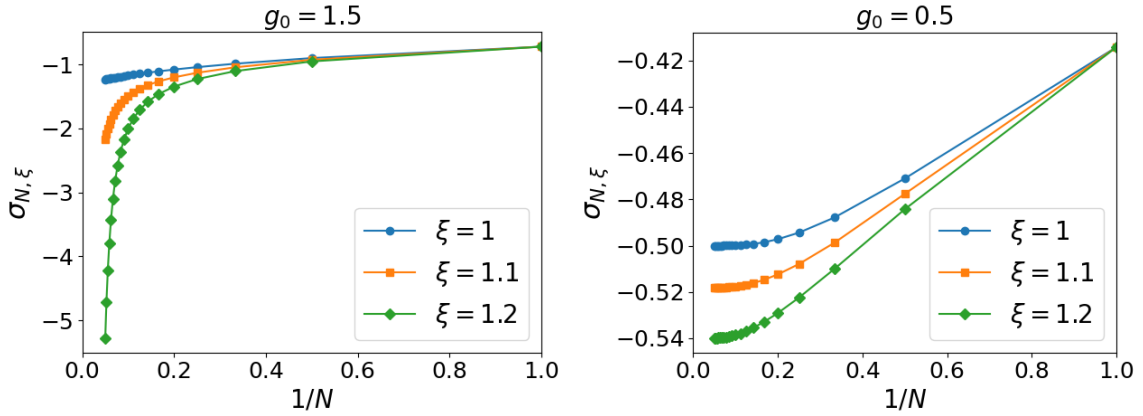 g₀ = 1.5
σ_{N, ξ}
−1
−2
−3
−4
−5
0.0 0.2 0.4 0.6 0.8 1.0
1/N
ξ = 1
ξ = 1.1
ξ = 1.2
g₀ = 0.5
σ_{N, ξ}
−0.42
−0.44
−0.46
−0.48
−0.50
−0.52
−0.54
0.0 0.2 0.4 0.6 0.8 1.0
1/N
ξ = 1
ξ = 1.1
ξ = 1.2